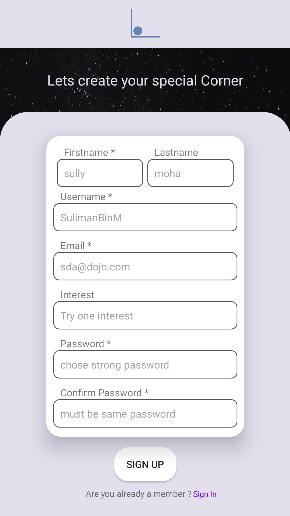 Lets create your special Corner
Firstname * Lastname
sully moha
Username *
SulimanBinM
Email *
sda@dojo.com
Interest
Try one interest
Password *
chose strong password
Confirm Password *
must be same password
SIGN UP
Are you already a member ? Sign In